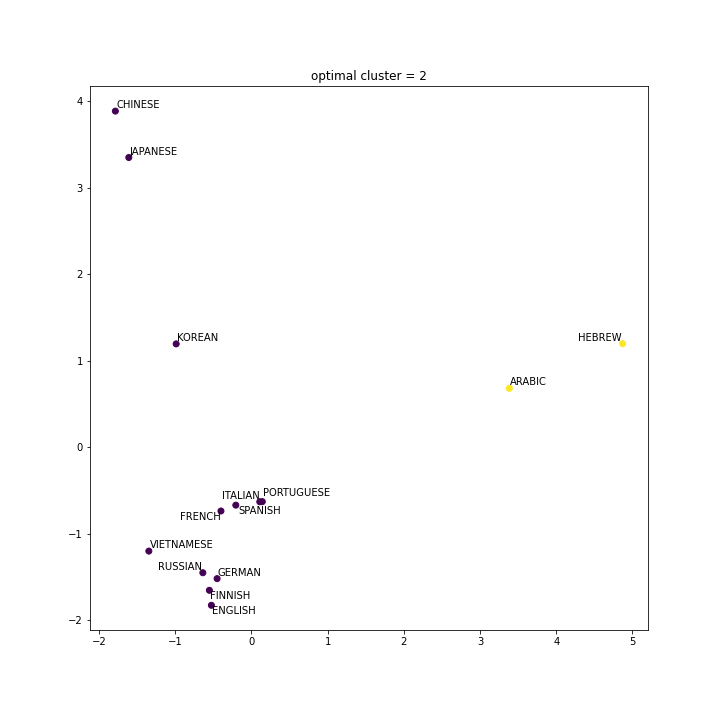 optimal cluster = 2
4
CHINESE
JAPANESE
3
2
KOREAN
HEBREW
1
ARABIC
0
ITALIAN
PORTUGUESE
SPANISH
FRENCH
−1
VIETNAMESE
RUSSIAN
GERMAN
FINNISH
ENGLISH
−2
−2 −1 0 1 2 3 4 5